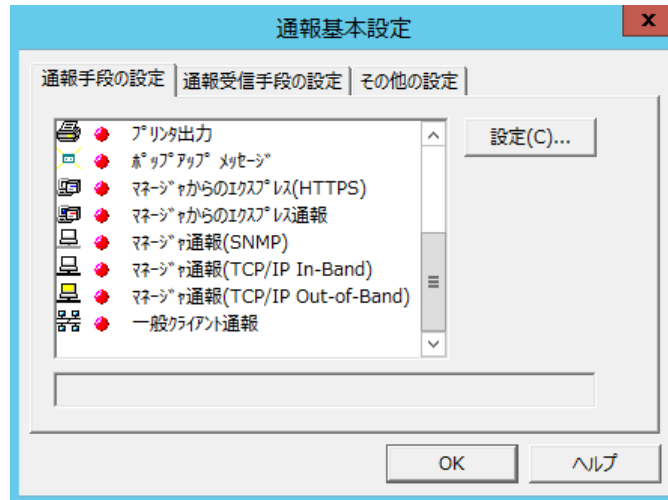 通報基本設定
x
通報手段の設定 通報受信手段の設定 その他の設定
ﾌﾟﾘﾝﾀ出力
設定(C)...
ﾎﾟｯﾌﾟｱｯﾌﾟ ﾒｯｾｰｼﾞ
ﾏﾈｰｼﾞｬからのｴｸｽﾌﾟﾚｽ(HTTPS)
ﾏﾈｰｼﾞｬからのｴｸｽﾌﾟﾚｽ通報
ﾏﾈｰｼﾞｬ通報(SNMP)
ﾏﾈｰｼﾞｬ通報(TCP/IP In-Band)
ﾏﾈｰｼﾞｬ通報(TCP/IP Out-of-Band)
一般ｸﾗｲｱﾝﾄ通報
OK ヘルプ